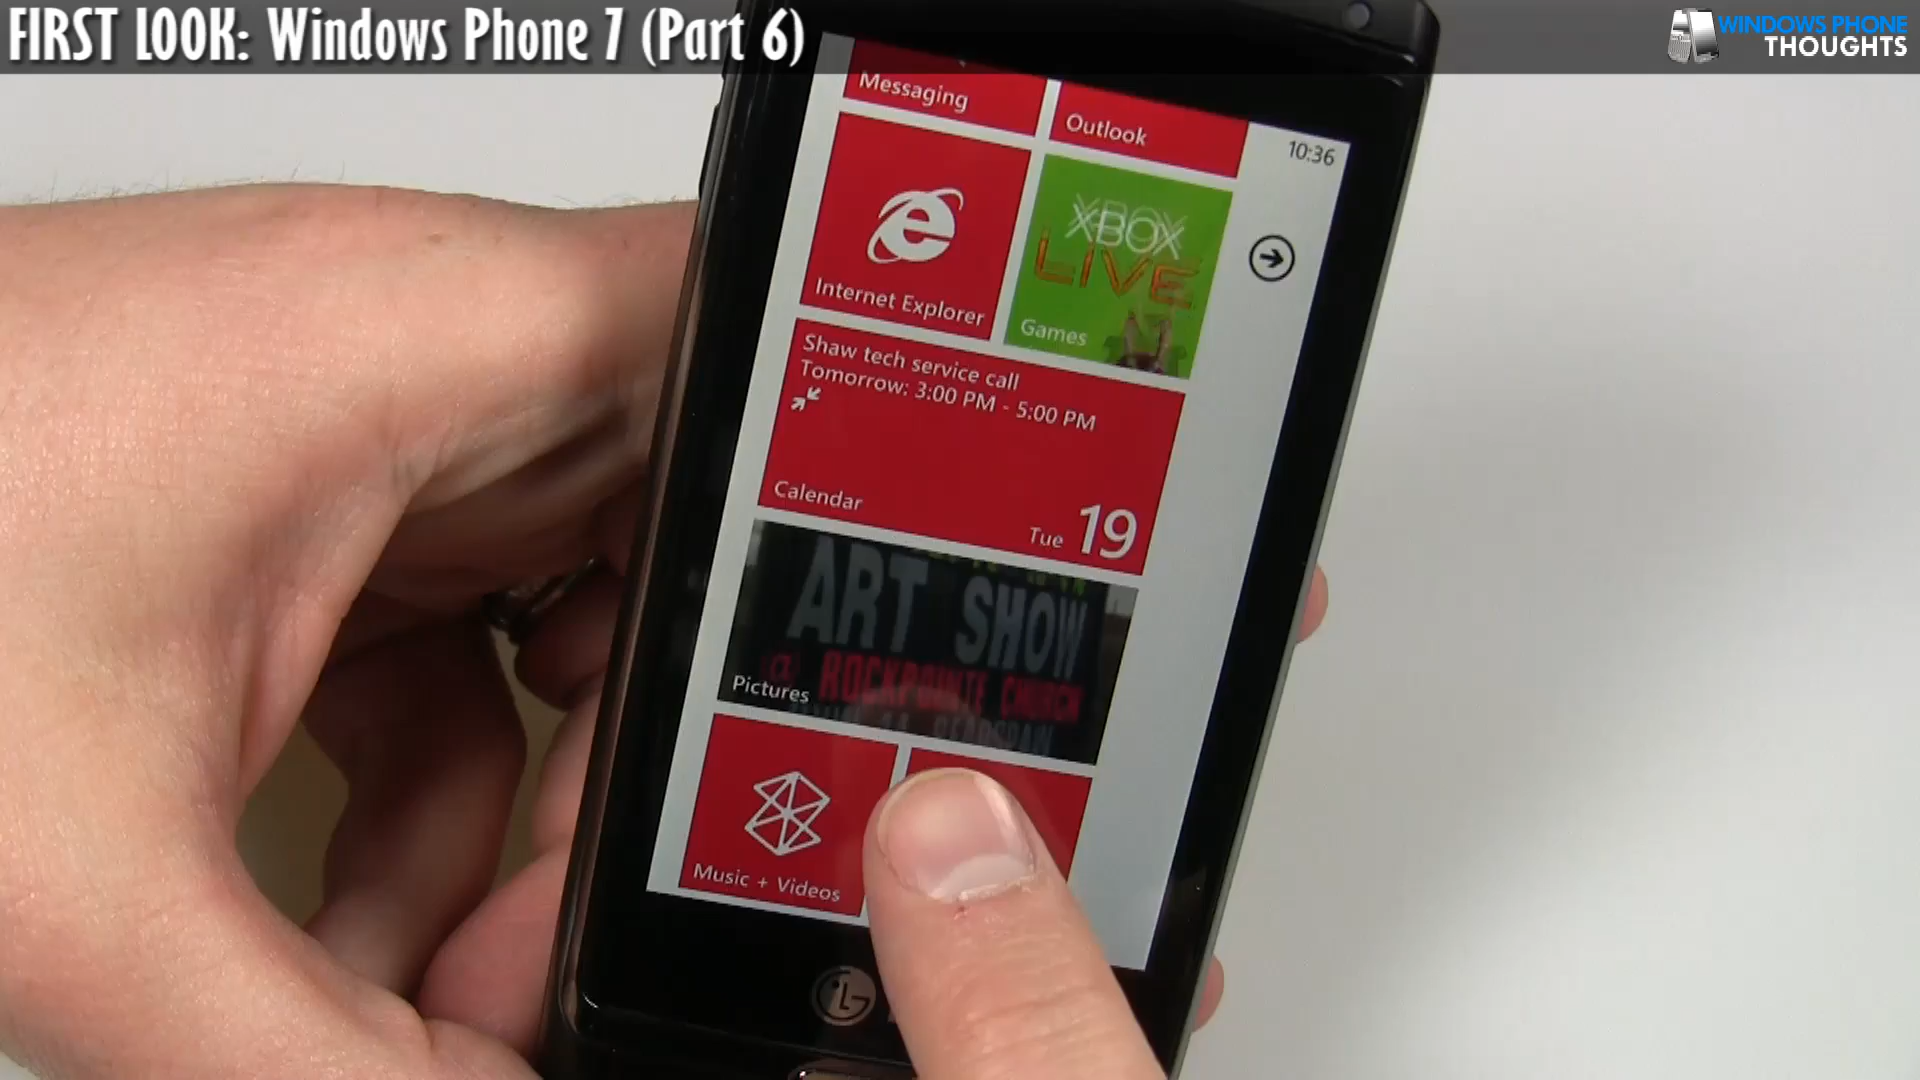 FIRST LOOK: Windows Phone 7 (Part 6)
WINDOWS PHONE
THOUGHTS
Messaging
Outlook
10:36
XBOX
LIVE
Internet Explorer
Games
Shaw tech service call
Tomorrow: 3:00 PM - 5:00 PM
Calendar
Tue 19
ART SHOW
@ ROCKPOINTE CHURCH
Pictures
Music + Videos
LG